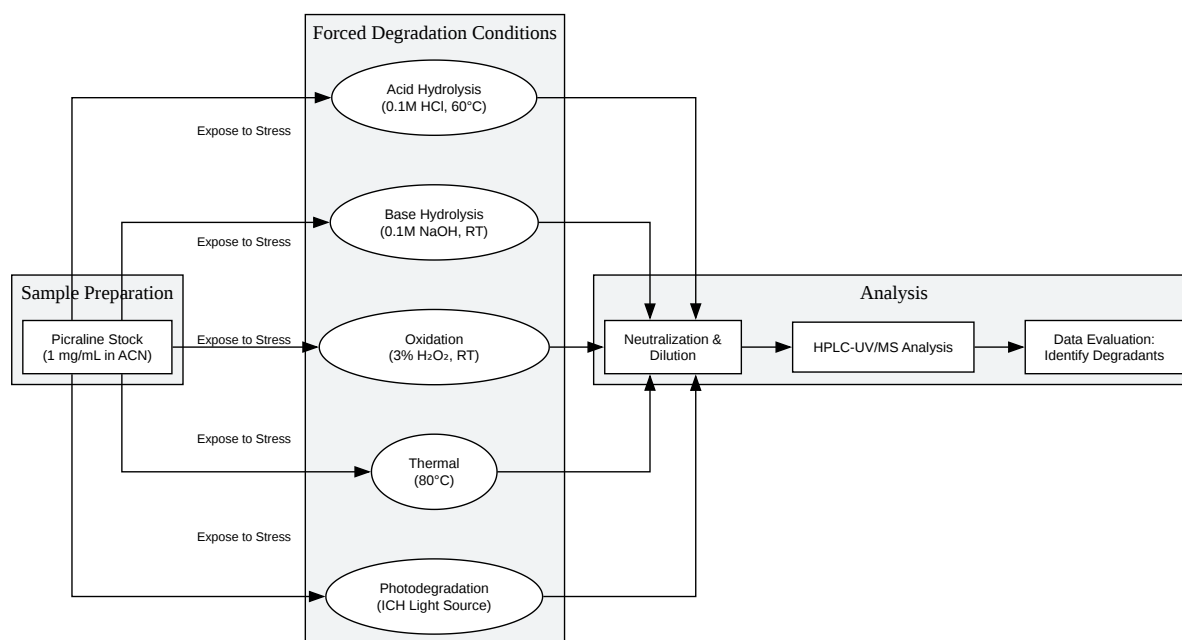 Forced Degradation Conditions
Acid Hydrolysis
(0.1M HCl, 60°C)
Expose to Stress
Base Hydrolysis
(0.1M NaOH, RT)
Expose to Stress
Sample Preparation
Picraline Stock
(1 mg/mL in ACN)
Expose to Stress
Oxidation
(3% H₂O₂, RT)
Analysis
Neutralization &
Dilution
HPLC-UV/MS Analysis
Data Evaluation:
Identify Degradants
Expose to Stress
Thermal
(80°C)
Expose to Stress
Photodegradation
(ICH Light Source)